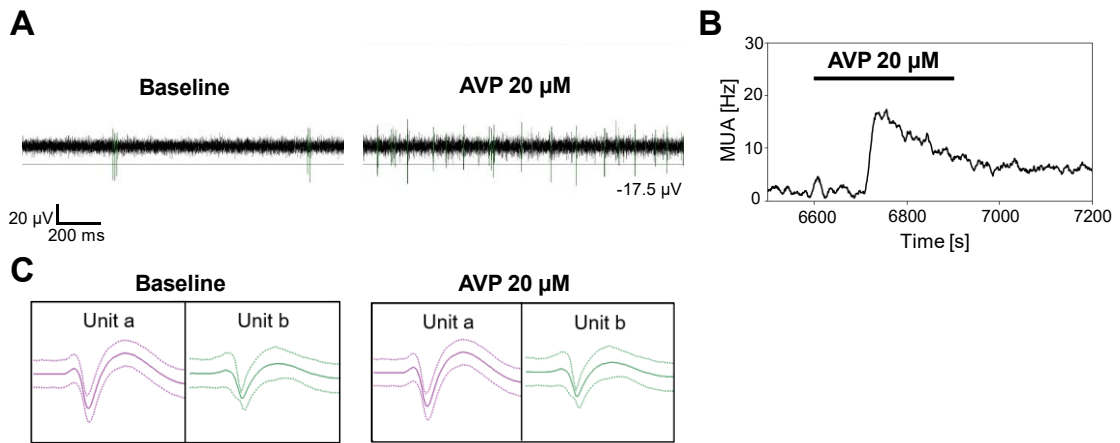 A
Baseline
AVP 20 µM
-17.5 µV
20 µV
200 ms
B
30
20
10
0
MUA [Hz]
AVP 20 µM
6600 6800 7000 7200
Time [s]
C
Baseline
AVP 20 µM
Unit a Unit b
Unit a Unit b